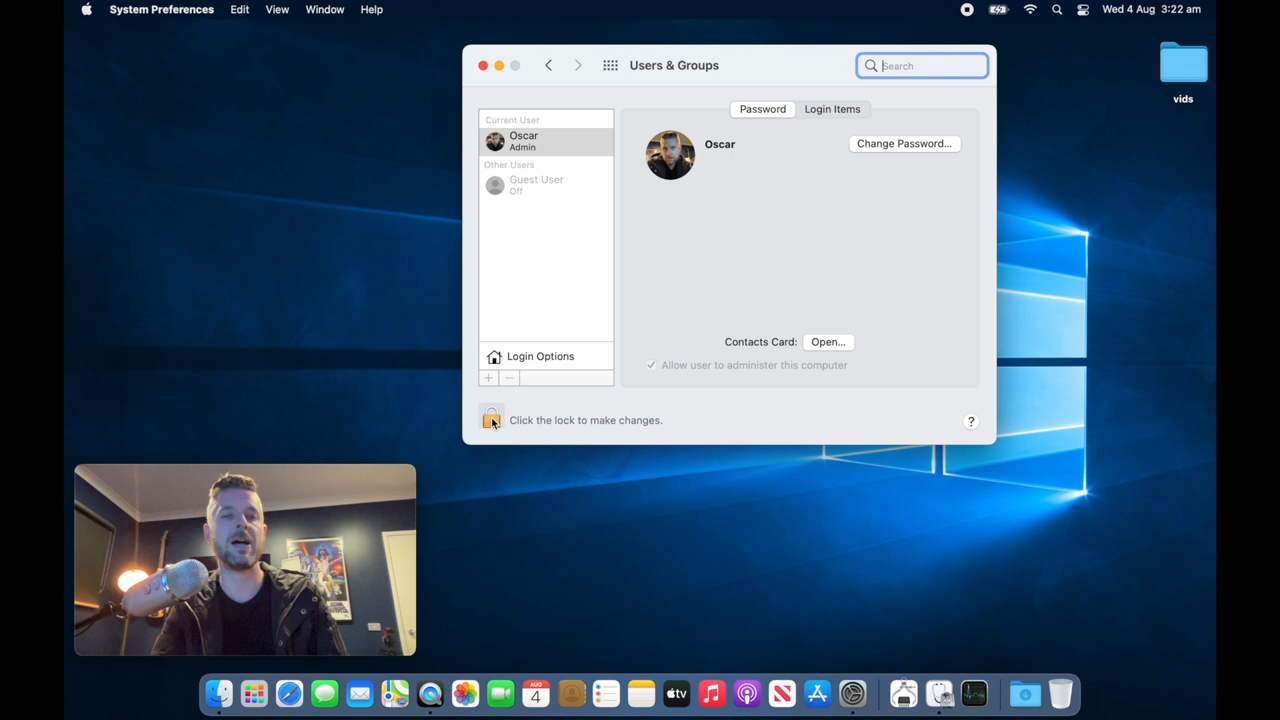 System Preferences Edit View Window Help
Wed 4 Aug 3:22 am
vids
Users & Groups
Search
Password
Login Items
Current User
Oscar
Admin
Other Users
Guest User
Off
Login Options
+ −
Oscar
Change Password...
Contacts Card:
Open...
Allow user to administer this computer
Click the lock to make changes.
?
AUG
4
tv